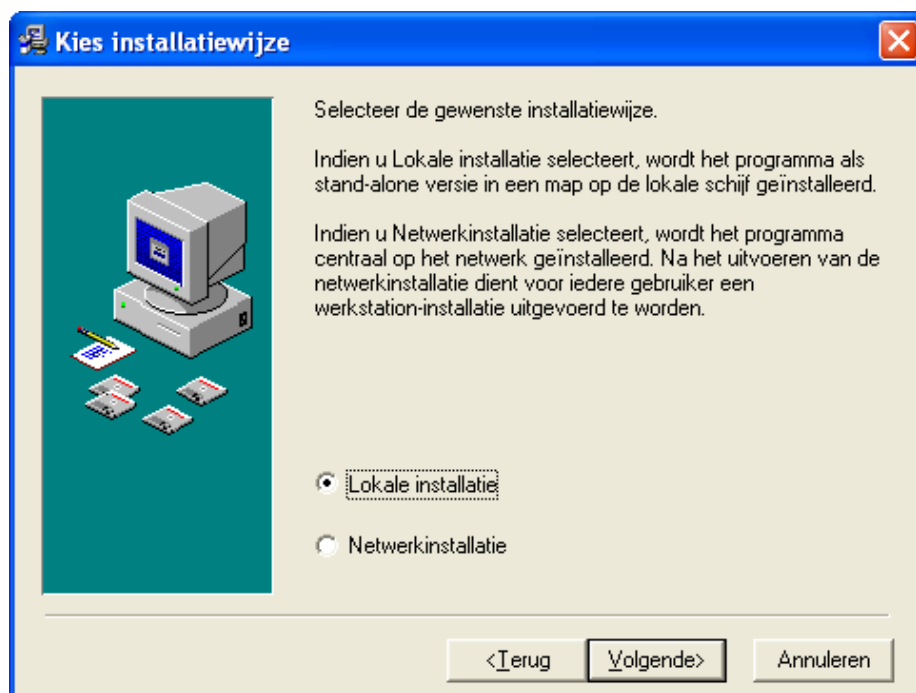 Kies installatiewijze
Selecteer de gewenste installatiewijze.
Indien u Lokale installatie selecteert, wordt het programma als
stand-alone versie in een map op de lokale schijf geïnstalleerd.
Indien u Netwerkinstallatie selecteert, wordt het programma
centraal op het netwerk geïnstalleerd. Na het uitvoeren van de
netwerkinstallatie dient voor iedere gebruiker een
werkstation-installatie uitgevoerd te worden.
Lokale installatie
Netwerkinstallatie
<Terug
Volgende>
Annuleren